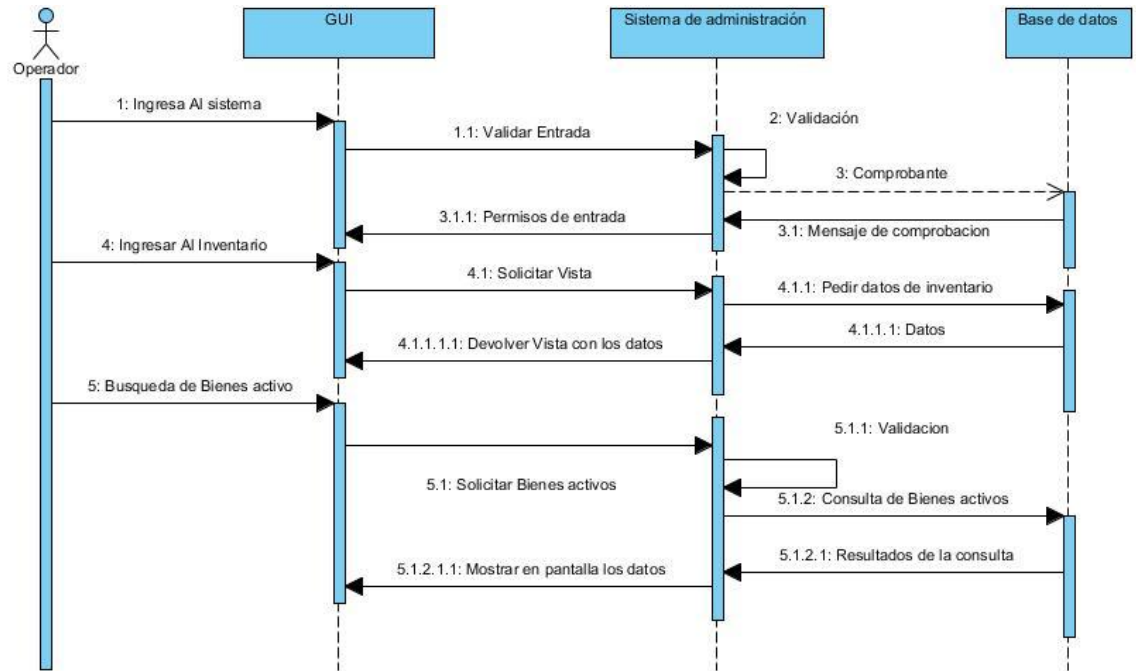 GUI
Sistema de administración
Base de datos
Operador
1: Ingresa Al sistema
1.1: Validar Entrada
2: Validación
3: Comprobante
3.1.1: Permisos de entrada
3.1: Mensaje de comprobacion
4: Ingresar Al Inventario
4.1: Solicitar Vista
4.1.1: Pedir datos de inventario
4.1.1.1: Datos
4.1.1.1.1: Devolver Vista con los datos
5: Busqueda de Bienes activo
5.1.1: Validacion
5.1: Solicitar Bienes activos
5.1.2: Consulta de Bienes activos
5.1.2.1: Resultados de la consulta
5.1.2.1.1: Mostrar en pantalla los datos